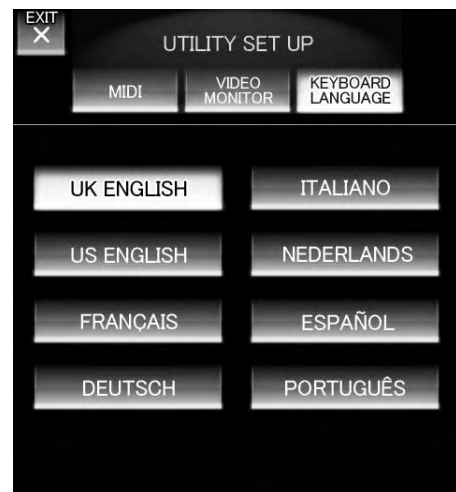 EXIT
×
UTILITY SET UP
MIDI
VIDEO
MONITOR
KEYBOARD
LANGUAGE
UK ENGLISH
ITALIANO
US ENGLISH
NEDERLANDS
FRANÇAIS
ESPAÑOL
DEUTSCH
PORTUGUÊS